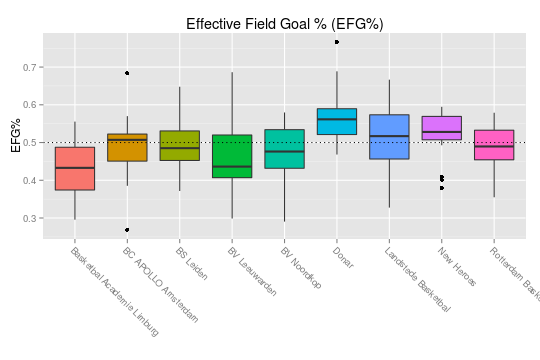 Effective Field Goal % (EFG%)
EFG%
0.7
0.6
0.5
0.4
0.3
Basketbal Academie Limburg
BC APOLLO Amsterdam
BS Leiden
BV Leeuwarden
BV Noordkop
Donar
Landstede Basketbal
New Heroes
Rotterdam